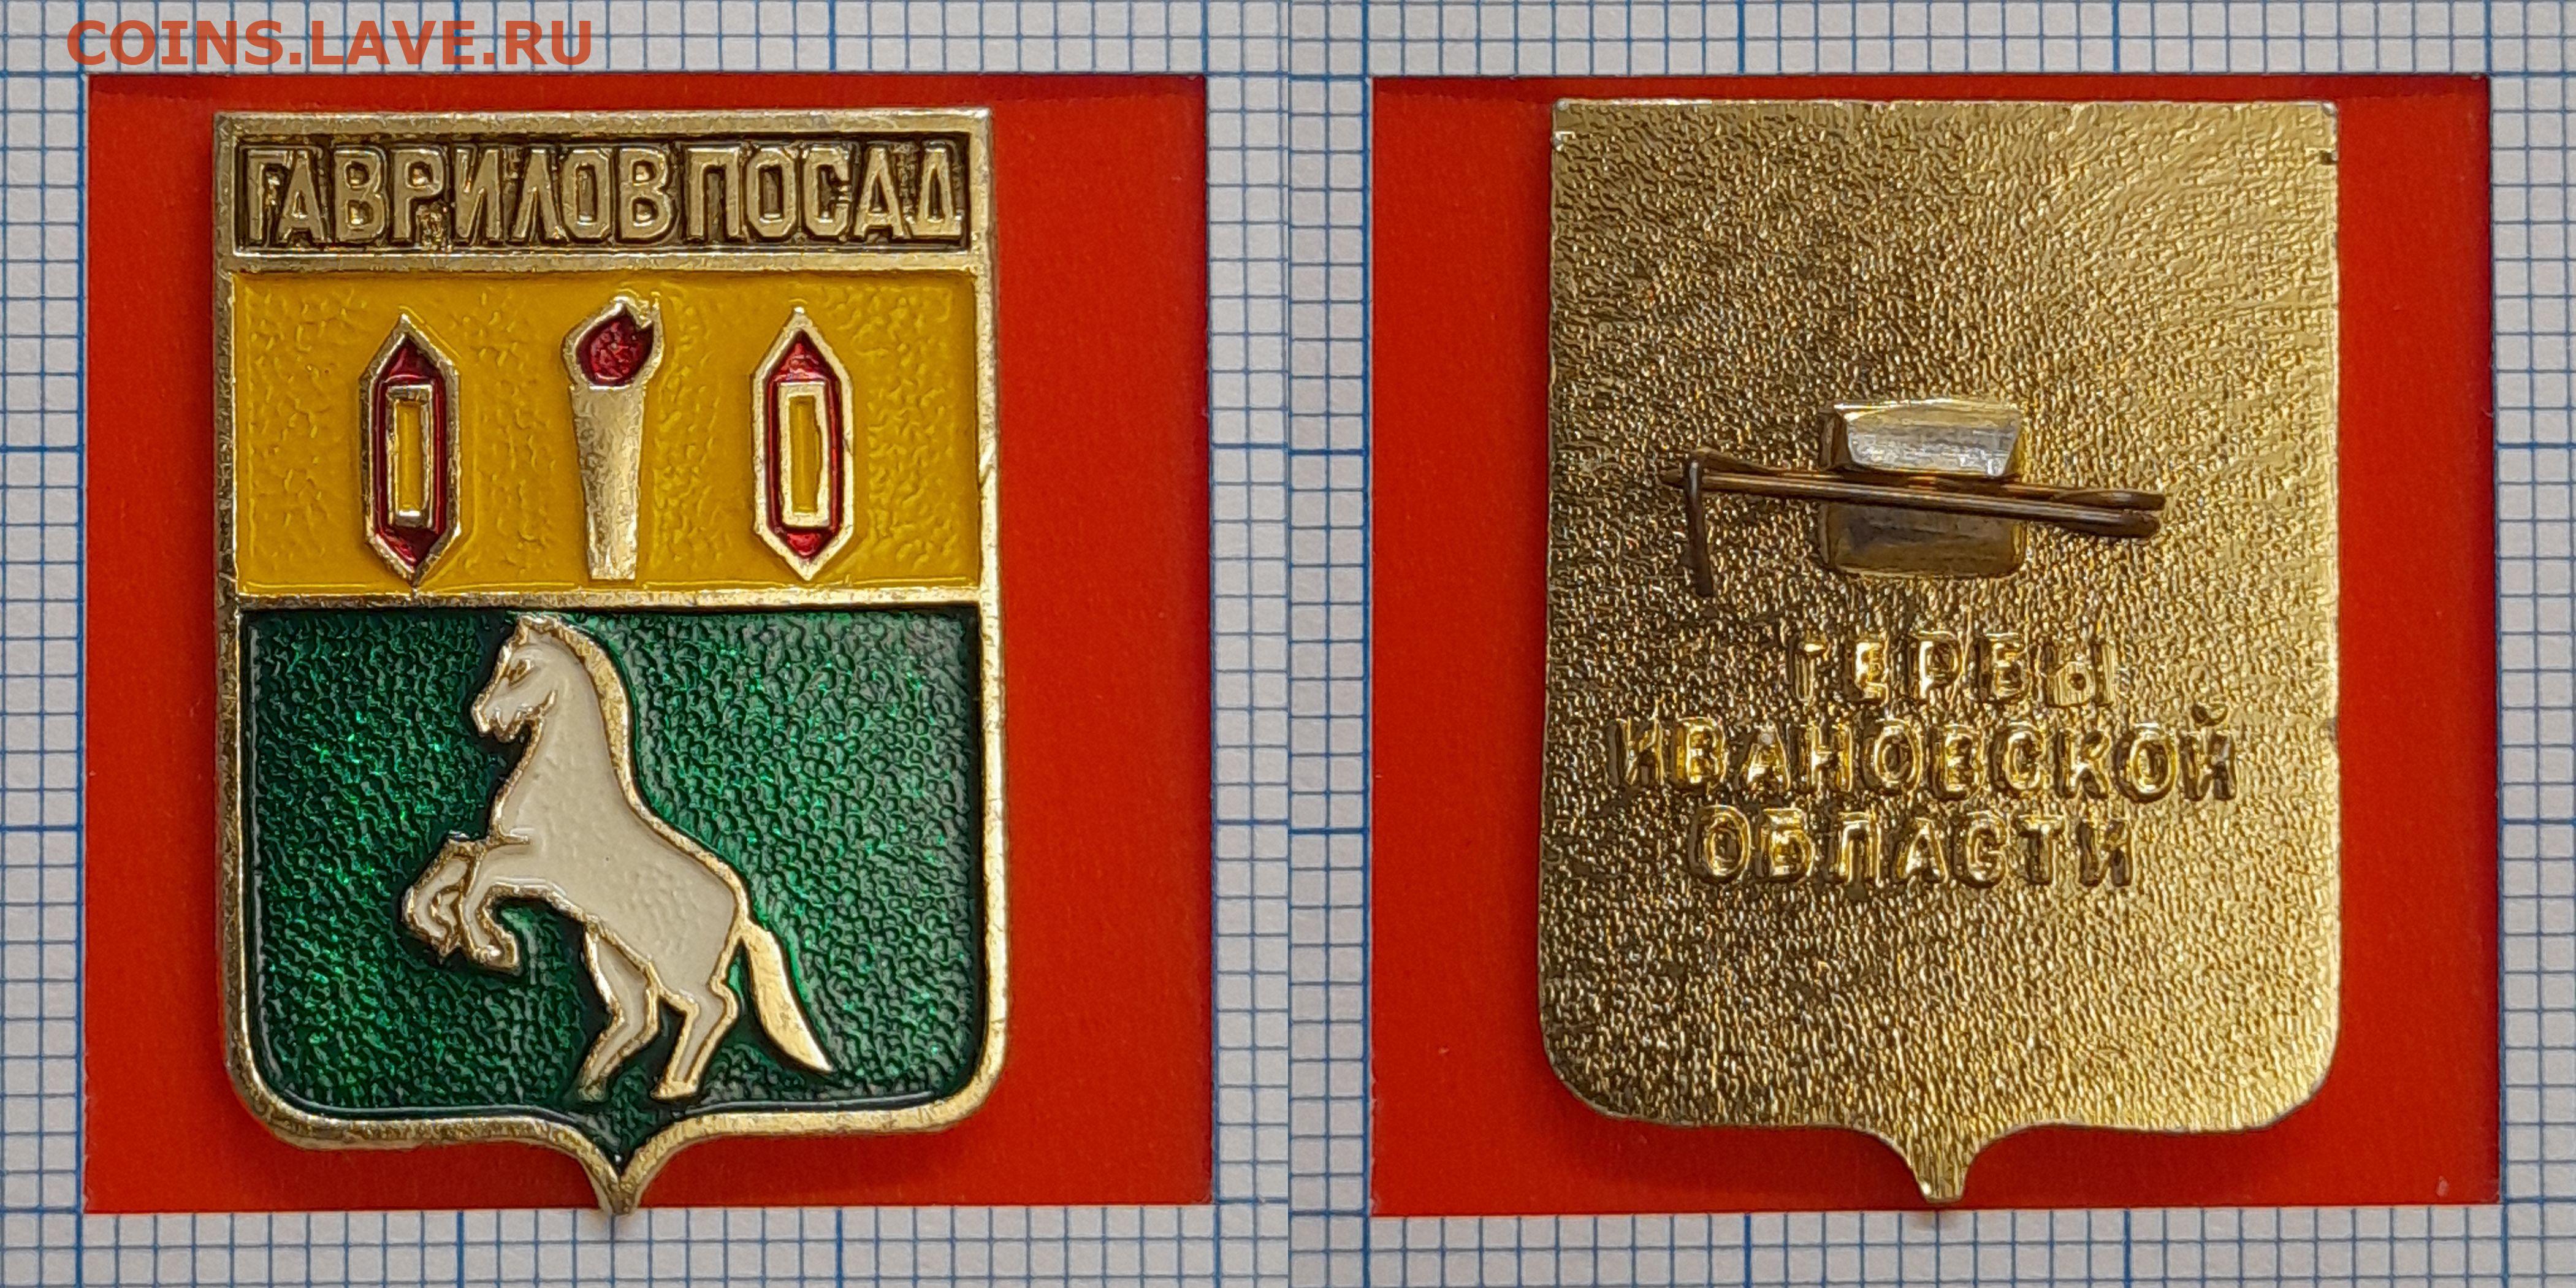 COINS.LAVE.RU
ГАВРИЛОВ ПОСАД
ГЕРБЫ
ИВАНОВСКОЙ
ОБЛАСТИ